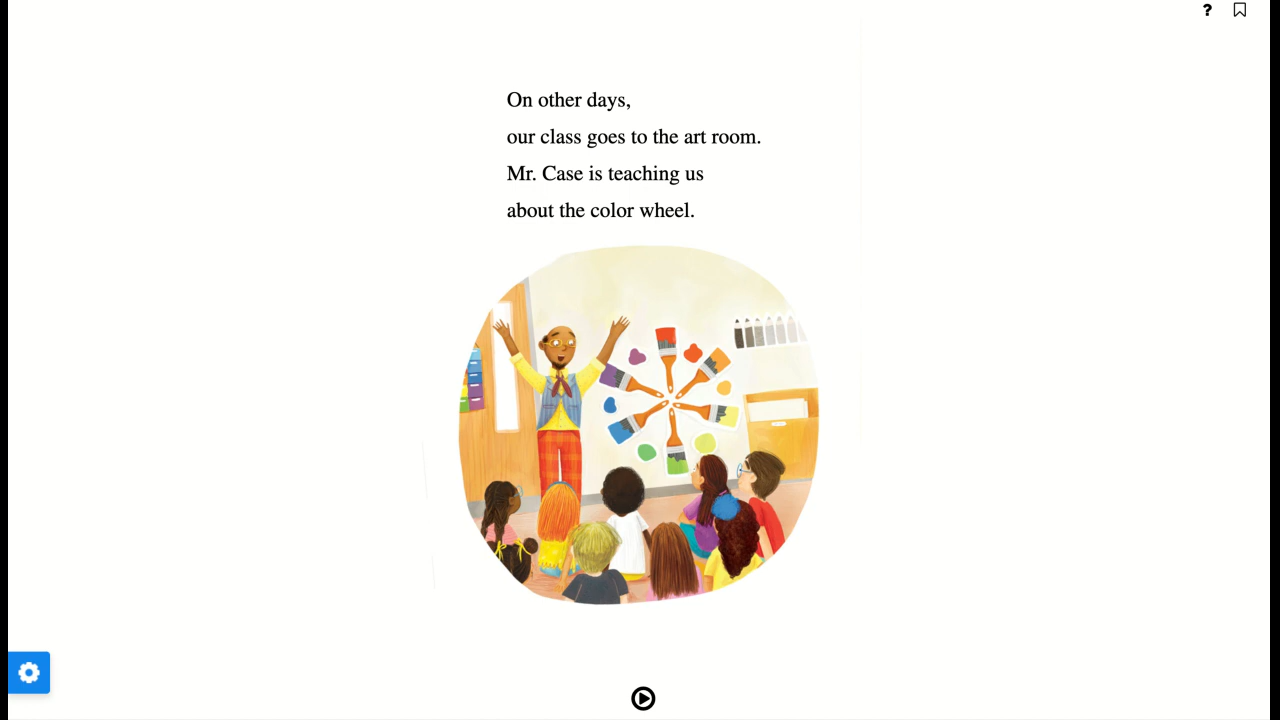 ?
On other days,
our class goes to the art room.
Mr. Case is teaching us
about the color wheel.